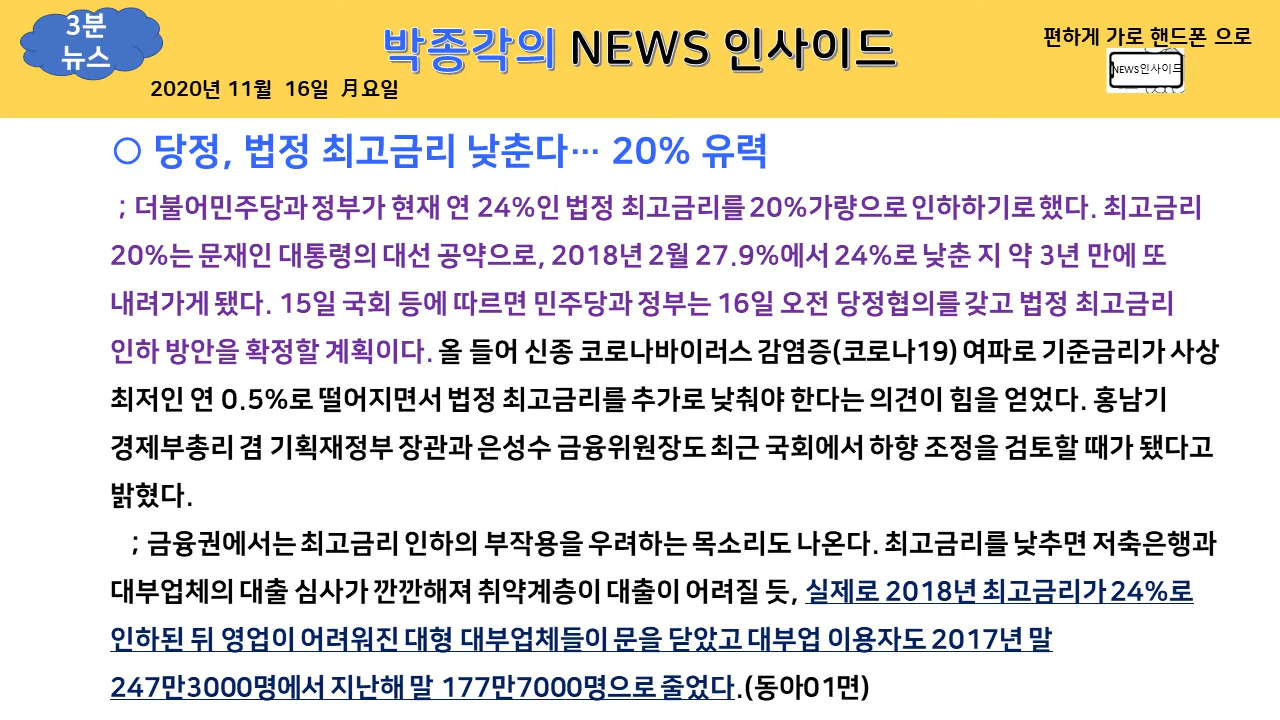 3분
뉴스
박종각의 NEWS 인사이드
편하게 가로 핸드폰 으로
NEWS인사이드
2020년 11월 16일 月요일
○ 당정, 법정 최고금리 낮춘다… 20% 유력
; 더불어민주당과 정부가 현재 연 24%인 법정 최고금리를 20%가량으로 인하하기로 했다. 최고금리
20%는 문재인 대통령의 대선 공약으로, 2018년 2월 27.9%에서 24%로 낮춘 지 약 3년 만에 또
내려가게 됐다. 15일 국회 등에 따르면 민주당과 정부는 16일 오전 당정협의를 갖고 법정 최고금리
인하 방안을 확정할 계획이다. 올 들어 신종 코로나바이러스 감염증(코로나19) 여파로 기준금리가 사상
최저인 연 0.5%로 떨어지면서 법정 최고금리를 추가로 낮춰야 한다는 의견이 힘을 얻었다. 홍남기
경제부총리 겸 기획재정부 장관과 은성수 금융위원장도 최근 국회에서 하향 조정을 검토할 때가 됐다고
밝혔다.
; 금융권에서는 최고금리 인하의 부작용을 우려하는 목소리도 나온다. 최고금리를 낮추면 저축은행과
대부업체의 대출 심사가 깐깐해져 취약계층이 대출이 어려질 듯, 실제로 2018년 최고금리가 24%로
인하된 뒤 영업이 어려워진 대형 대부업체들이 문을 닫았고 대부업 이용자도 2017년 말
247만3000명에서 지난해 말 177만7000명으로 줄었다.(동아01면)